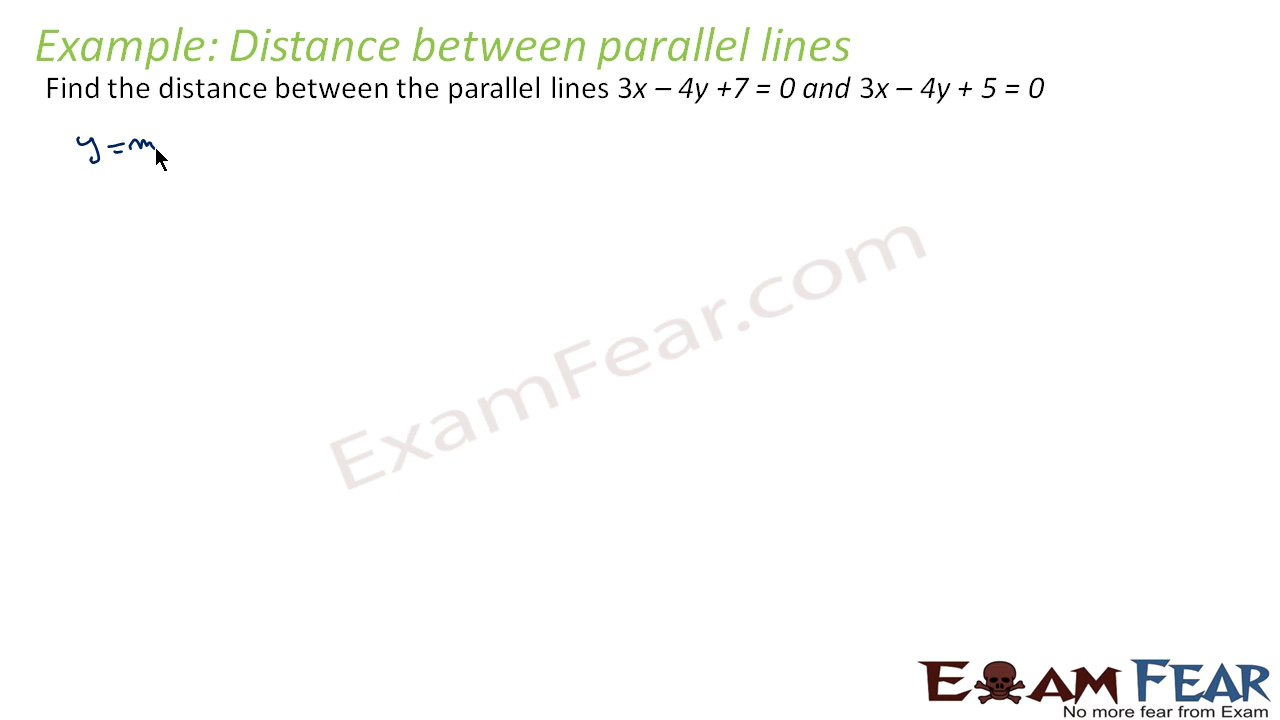 Example: Distance between parallel lines
Find the distance between the parallel lines 3x – 4y +7 = 0 and 3x – 4y + 5 = 0
y = m
ExamFear.com
EXAM FEAR
No more fear from Exam